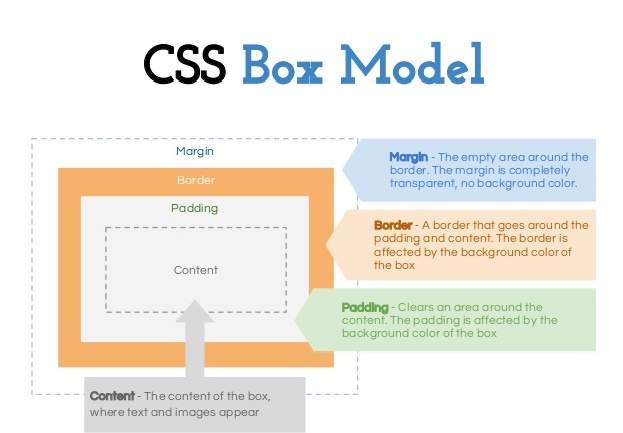 CSS Box Model
Margin
Border
Padding
Content
Margin - The empty area around the
border. The margin is completely
transparent, no background color.
Border - A border that goes around the
padding and content. The border is
affected by the background color of
the box
Padding - Clears an area around the
content. The padding is affected by the
background color of the box
Content - The content of the box,
where text and images appear